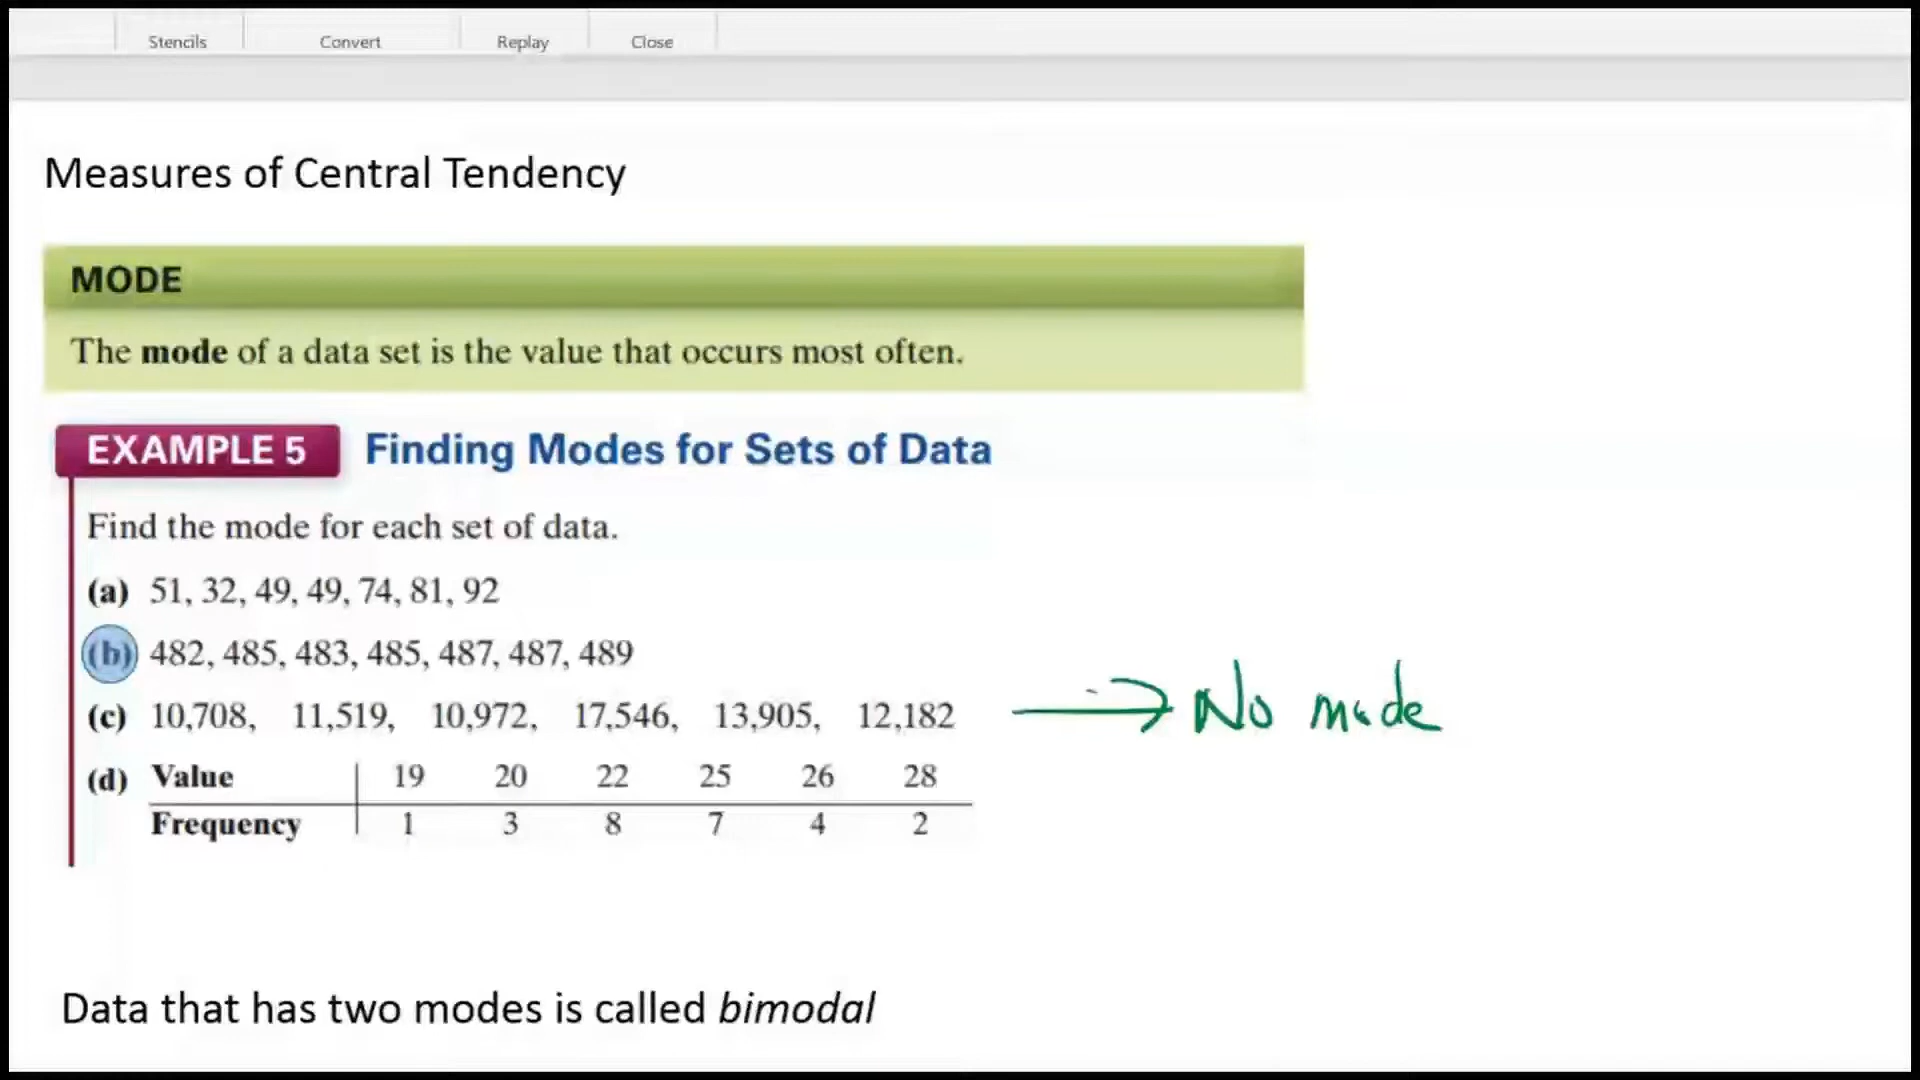 Stencils Convert Replay Close
Measures of Central Tendency
MODE
The mode of a data set is the value that occurs most often.
EXAMPLE 5 Finding Modes for Sets of Data
Find the mode for each set of data.
(a) 51, 32, 49, 49, 74, 81, 92
(b) 482, 485, 483, 485, 487, 487, 489
(c) 10,708, 11,519, 10,972, 17,546, 13,905, 12,182 → No mode
(d) Value 19 20 22 25 26 28
Frequency 1 3 8 7 4 2
Data that has two modes is called bimodal